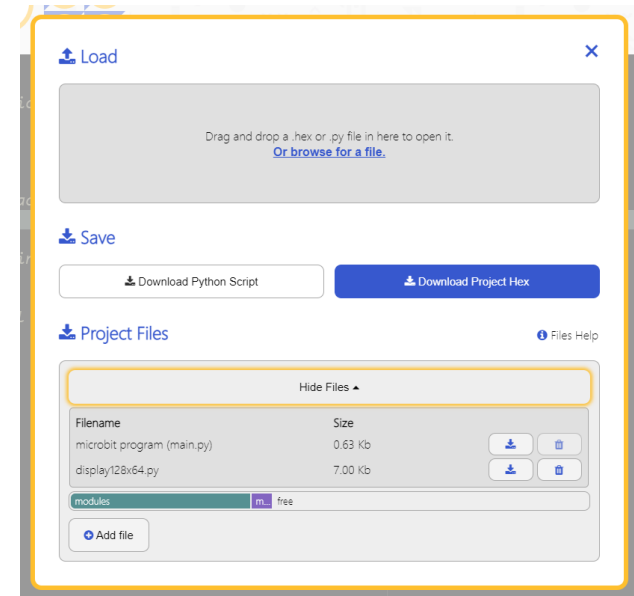 Load
Drag and drop a .hex or .py file in here to open it.
Or browse for a file.
Save
Download Python Script
Download Project Hex
Project Files
Files Help
Hide Files
Filename Size
microbit program (main.py) 0.63 Kb
display128x64.py 7.00 Kb
modules m... free
Add file